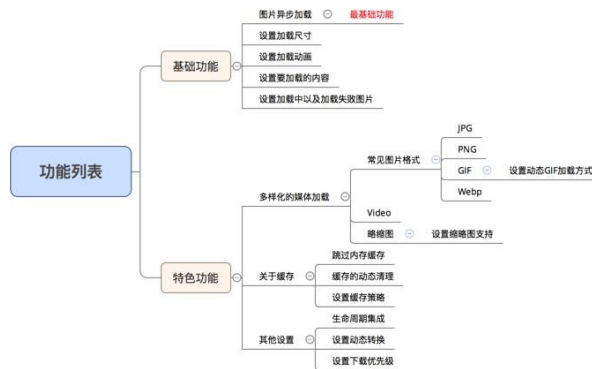 功能列表
基础功能
图片异步加载
最基础功能
设置加载尺寸
设置加载动画
设置要加载的内容
设置加载中以及加载失败图片
特色功能
多样化的媒体加载
常见图片格式
JPG
PNG
GIF
设置动态GIF加载方式
Webp
Video
略缩图
设置缩略图支持
关于缓存
跳过内存缓存
缓存的动态清理
设置缓存策略
其他设置
生命周期集成
设置动态转换
设置下载优先级